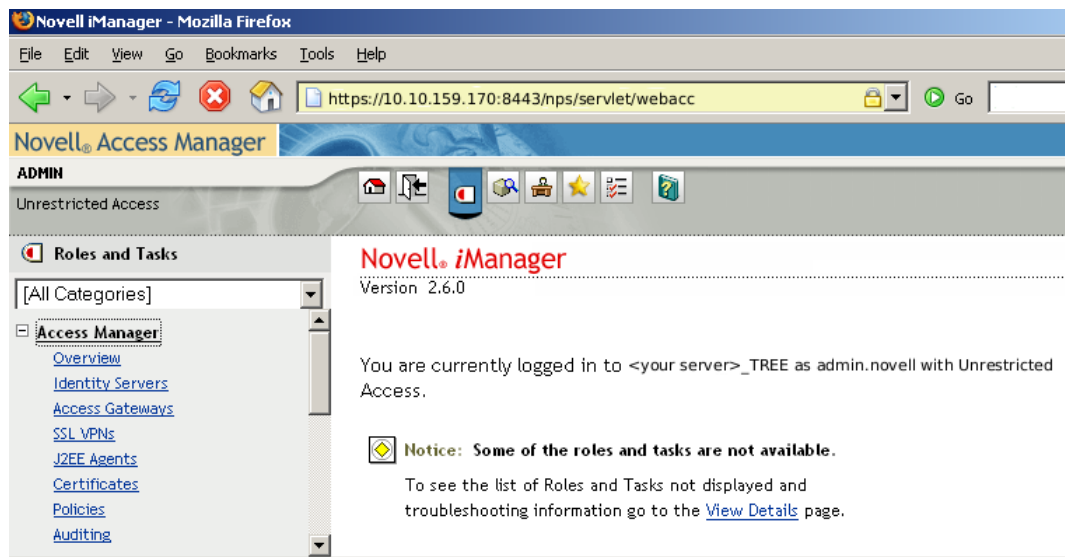 Novell iManager - Mozilla Firefox
File Edit View Go Bookmarks Tools Help
https://10.10.159.170:8443/nps/servlet/webacc Go
Novell® Access Manager
ADMIN
Unrestricted Access
Roles and Tasks
[All Categories]
Access Manager
Overview
Identity Servers
Access Gateways
SSL VPNs
J2EE Agents
Certificates
Policies
Auditing
Novell® iManager
Version 2.6.0
You are currently logged in to <your server>_TREE as admin.novell with Unrestricted
Access.
Notice: Some of the roles and tasks are not available.
To see the list of Roles and Tasks not displayed and
troubleshooting information go to the View Details page.